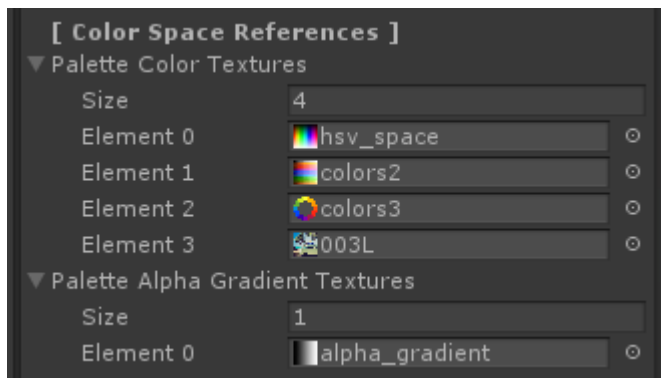 [ Color Space References ]
Palette Color Textures
Size 4
Element 0 hsv_space
Element 1 colors2
Element 2 colors3
Element 3 003L
Palette Alpha Gradient Textures
Size 1
Element 0 alpha_gradient